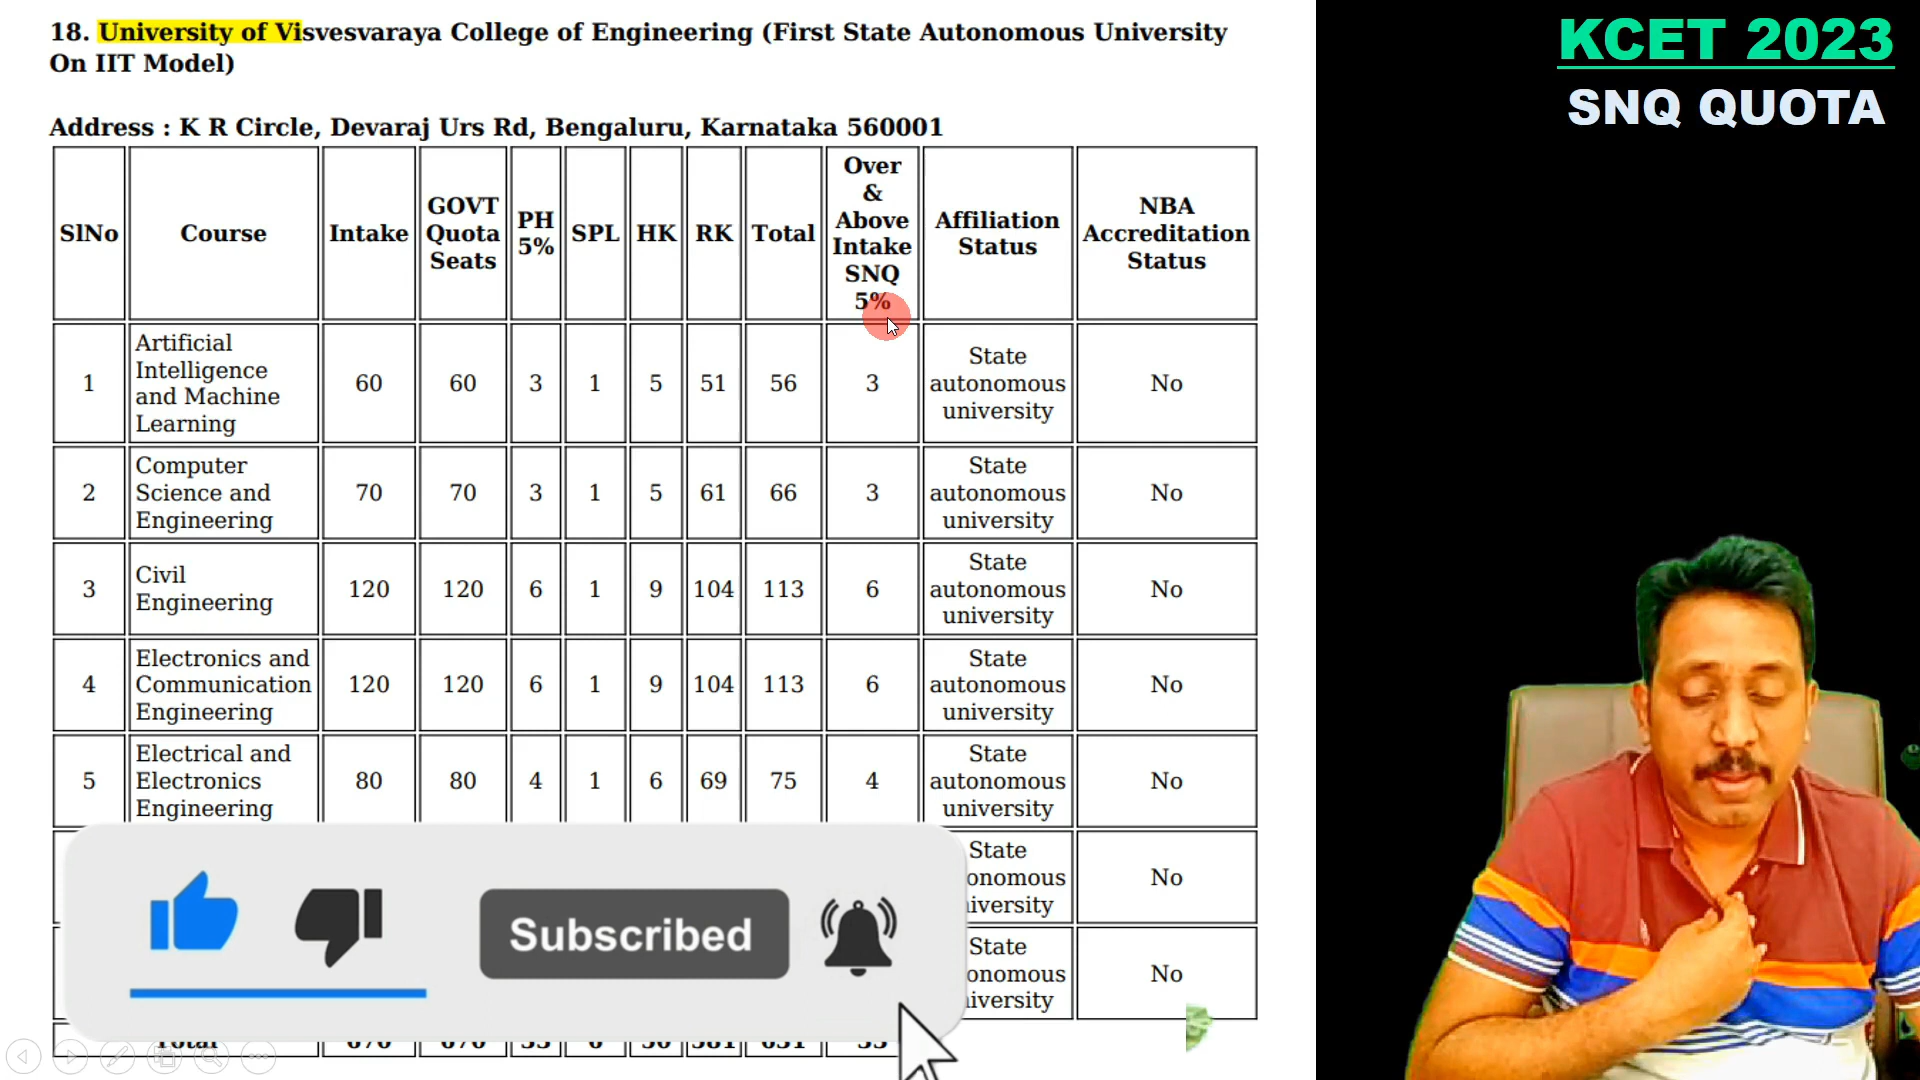 18. University of Visvesvaraya College of Engineering (First State Autonomous University
On IIT Model)
Address : K R Circle, Devaraj Urs Rd, Bengaluru, Karnataka 560001
SlNo Course Intake GOVT Quota Seats PH 5% SPL HK RK Total Over & Above Intake SNQ 5% Affiliation Status NBA Accreditation Status
1 Artificial Intelligence and Machine Learning 60 60 3 1 5 51 56 3 State autonomous university No
2 Computer Science and Engineering 70 70 3 1 5 61 66 3 State autonomous university No
3 Civil Engineering 120 120 6 1 9 104 113 6 State autonomous university No
4 Electronics and Communication Engineering 120 120 6 1 9 104 113 6 State autonomous university No
5 Electrical and Electronics Engineering 80 80 4 1 6 69 75 4 State autonomous university No
State No
State No
Total
Subscribed
KCET 2023
SNQ QUOTA